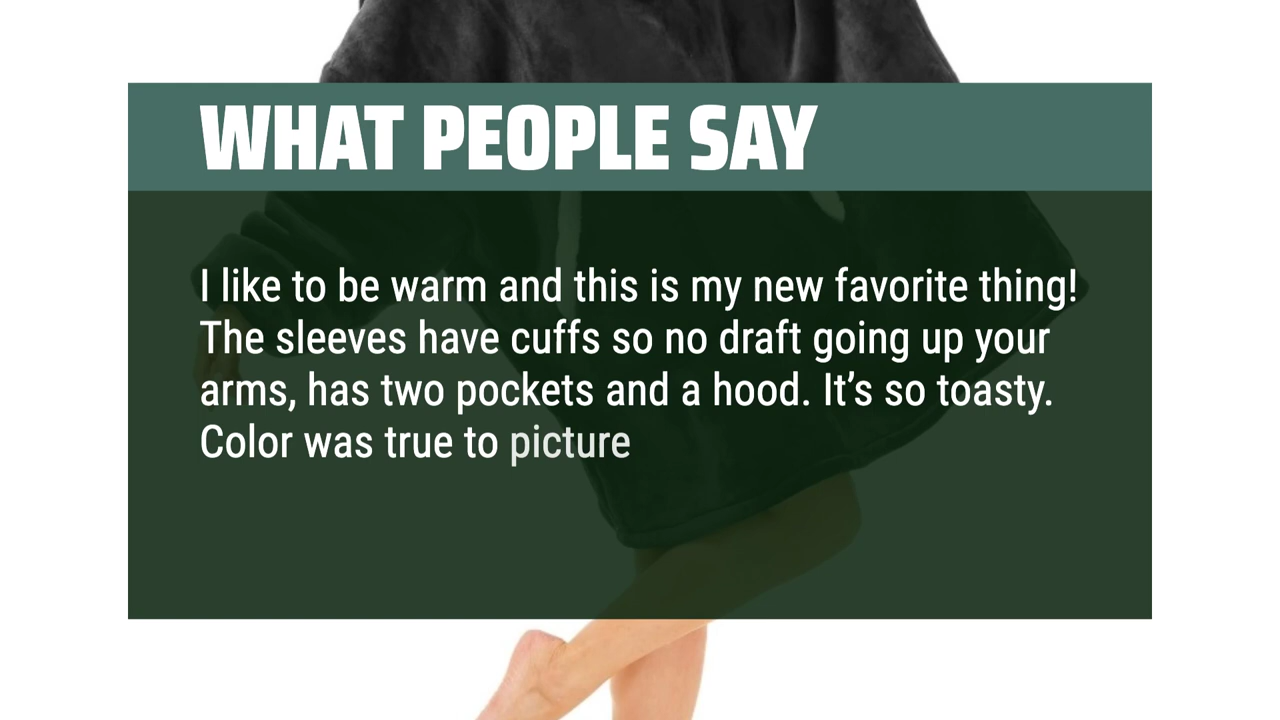 WHAT PEOPLE SAY
I like to be warm and this is my new favorite thing!
The sleeves have cuffs so no draft going up your
arms, has two pockets and a hood. It’s so toasty.
Color was true to picture